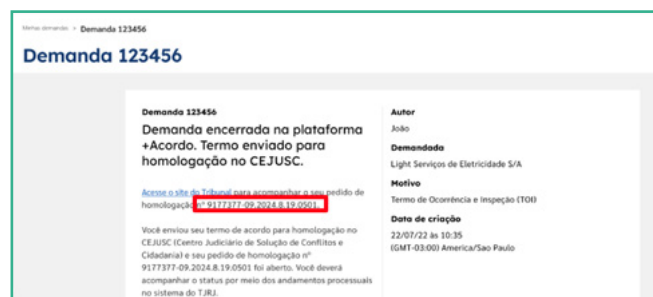 Minhas demandas > Demanda 123456
Demanda 123456
Demanda 123456
Demanda encerrada na plataforma
+Acordo. Termo enviado para
homologação no CEJUSC.
Acesse o site do Tribunal para acompanhar o seu pedido de
homologação nº 9177377-09.2024.8.19.0501.
Você enviou seu termo de acordo para homologação no
CEJUSC (Centro Judiciário de Solução de Conflitos e
Cidadania) e seu pedido de homologação nº
9177377-09.2024.8.19.0501 foi aberto. Você deverá
acompanhar o status por meio dos andamentos processuais
no sistema do TJRJ.
Autor
João
Demandada
Light Serviços de Eletricidade S/A
Motivo
Termo de Ocorrência e Inspeção (TOI)
Data de criação
22/07/22 às 10:35
(GMT-03:00) America/Sao Paulo